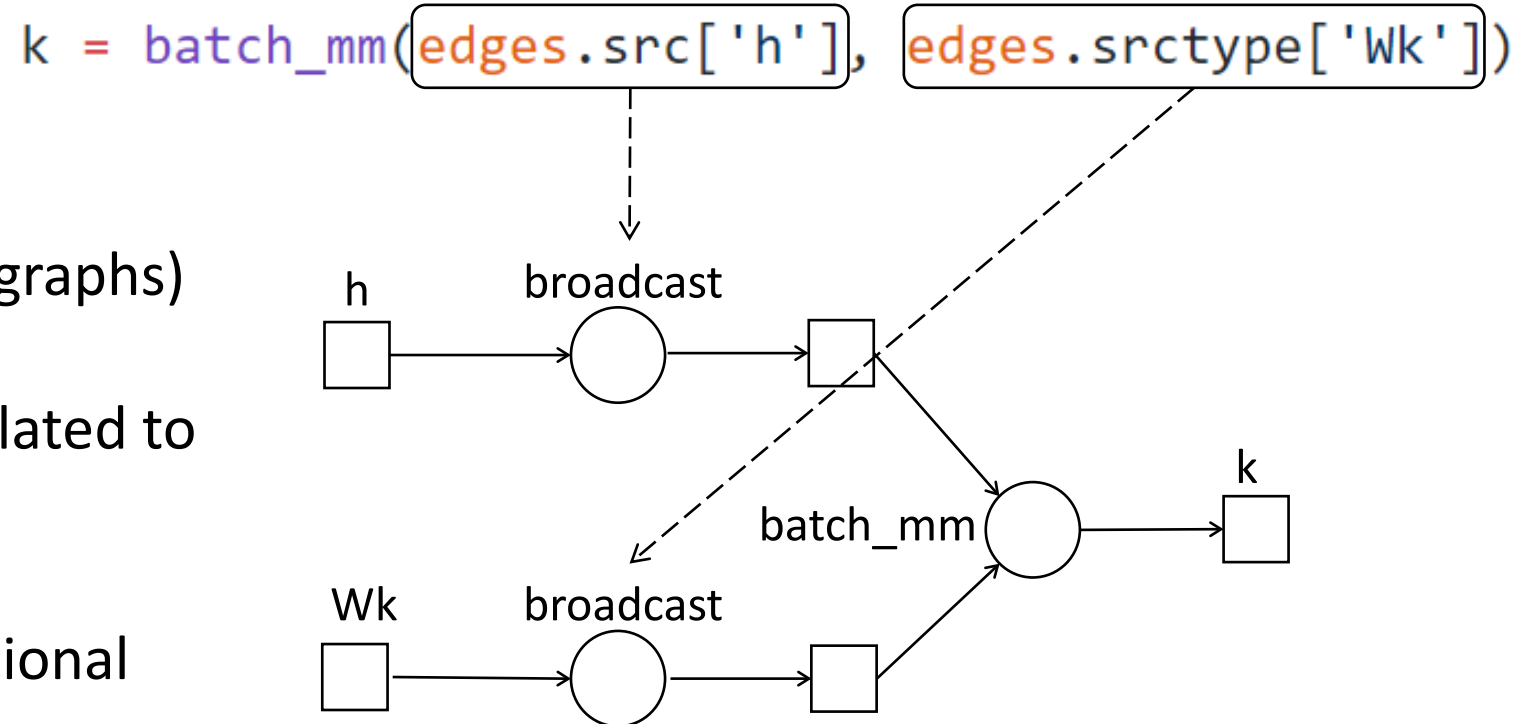 k = batch_mm(edges.src['h'], edges.srctype['Wk'])
graphs)
h
broadcast
lated to
k
batch_mm
Wk
broadcast
ional